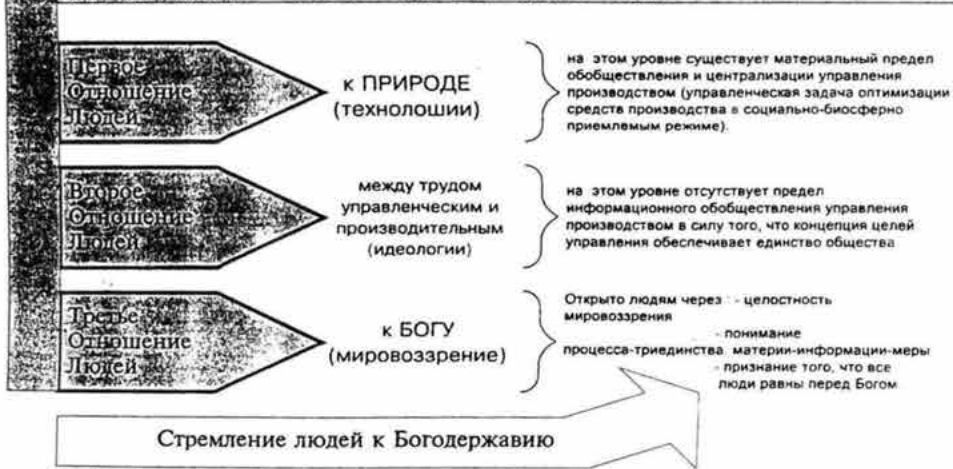 Первое
Отношение
Людей
к ПРИРОДЕ
(технолошии)
на этом уровне существует материальный предел
обобществления и централизации управления
производством (управленческая задача оптимизации
средств производства в социально-биосферно
приемлемым режиме).
Второе
Отношение
Людей
между трудом
управленческим и
производительным
(идеологии)
на этом уровне отсутствует предел
информационного обобществления управления
производством в силу того, что концепция целей
управления обеспечивает единство общества
Третье
Отношение
Людей
к БОГУ
(мировоззрение)
Открыто людям через : - целостность
мировоззрения
- понимание
процесса-триединства: материи-информации-меры
- признание того, что все
люди равны перед Богом
Стремление людей к Богодержавию